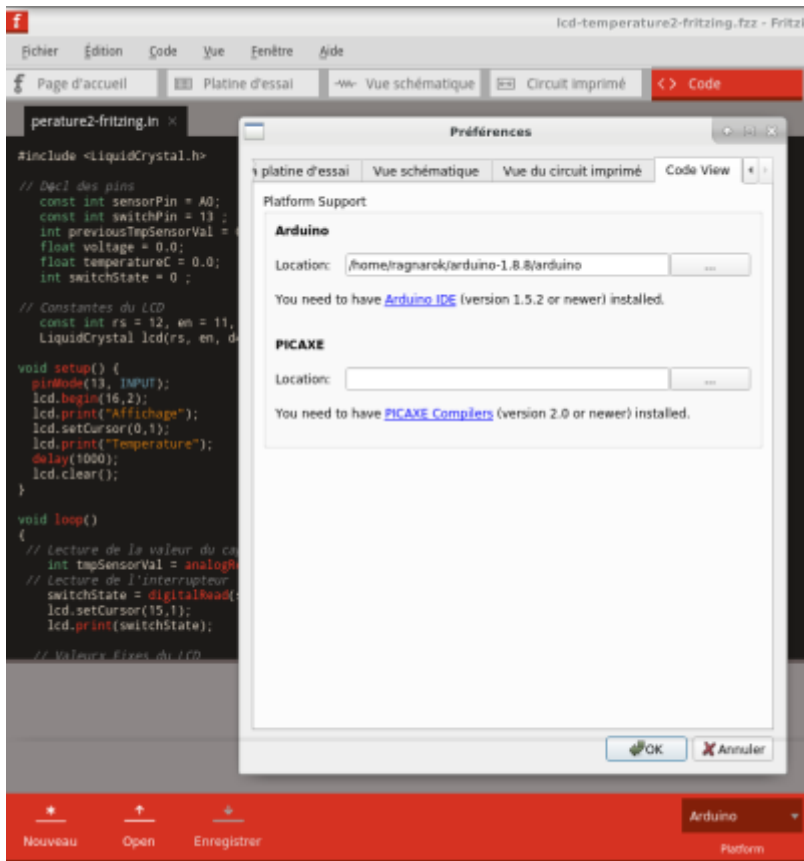 lcd-temperature2-fritzing.fzz - Fritz
Fichier Édition Code Vue Fenêtre Aide
Page d'accueil Platine d'essai Vue schématique Circuit imprimé <> Code
perature2-fritzing.in ×
#include <LiquidCrystal.h>
// Décl des pins
const int sensorPin = A0;
const int switchPin = 13 ;
int previousTmpSensorVal =
float voltage = 0.0;
float temperatureC = 0.0;
int switchState = 0 ;
// Constantes du LCD
const int rs = 12, en = 11,
LiquidCrystal lcd(rs, en, d
void setup() {
pinMode(13, INPUT);
lcd.begin(16,2);
lcd.print("Affichage");
lcd.setCursor(0,1);
lcd.print("Temperature");
delay(1000);
lcd.clear();
}
void loop()
{
// Lecture de la valeur du ca
int tmpSensorVal = analogR
// Lecture de l'interrupteur
switchState = digitalRead(
lcd.setCursor(15,1);
lcd.print(switchState);
// Valeurx Fixes du LCD
Préférences
platine d'essai Vue schématique Vue du circuit imprimé Code View
Platform Support
Arduino
Location: /home/ragnarok/arduino-1.8.8/arduino ...
You need to have Arduino IDE (version 1.5.2 or newer) installed.
PICAXE
Location: ...
You need to have PICAXE Compilers (version 2.0 or newer) installed.
OK Annuler
Nouveau Open Enregistrer
Arduino
Platform